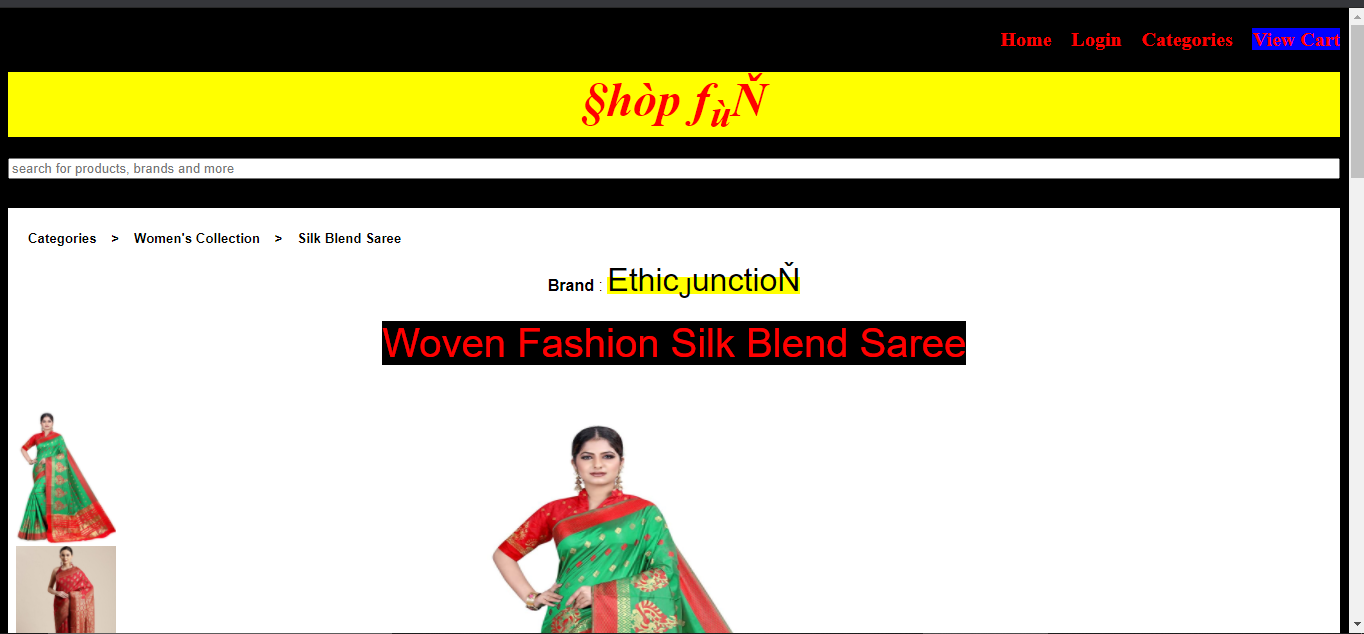 Home Login Categories View Cart
§hòp fùŇ
search for products, brands and more
Categories > Women's Collection > Silk Blend Saree
Brand : EthicȷunctioŇ
Woven Fashion Silk Blend Saree